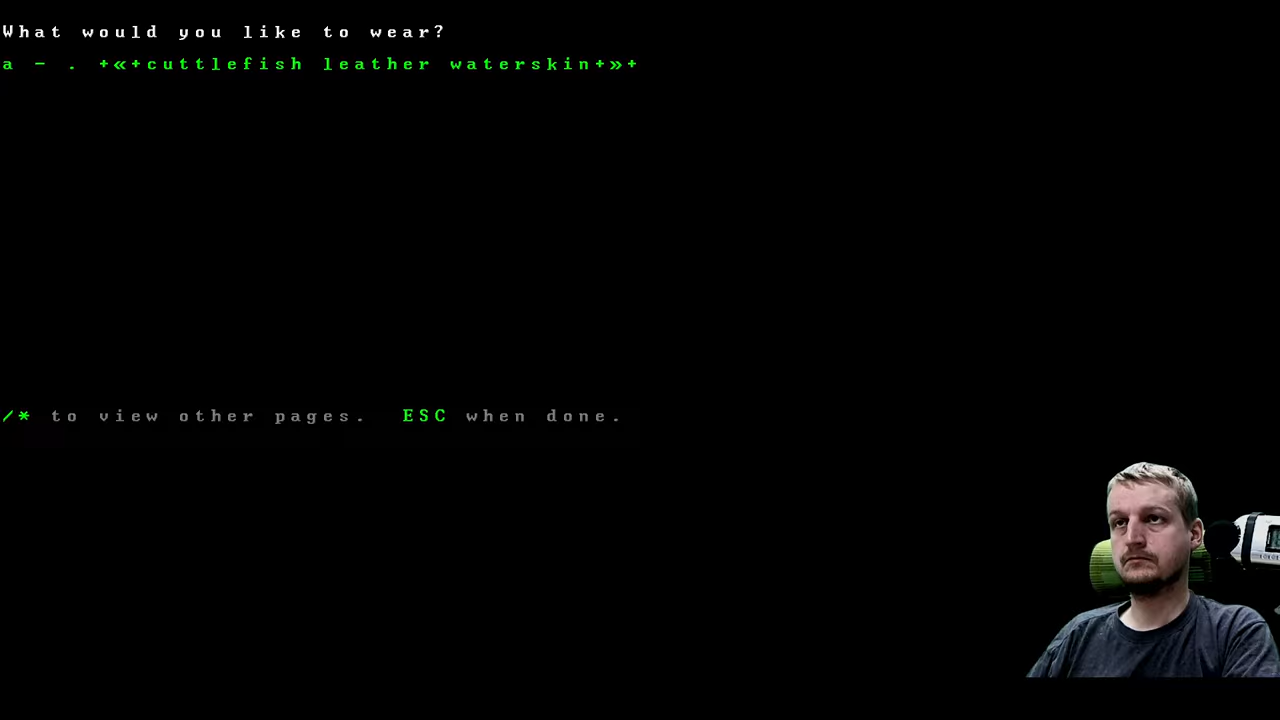 What would you like to wear?
a - . +«+cuttlefish leather waterskin+»+
/* to view other pages.  ESC when done.